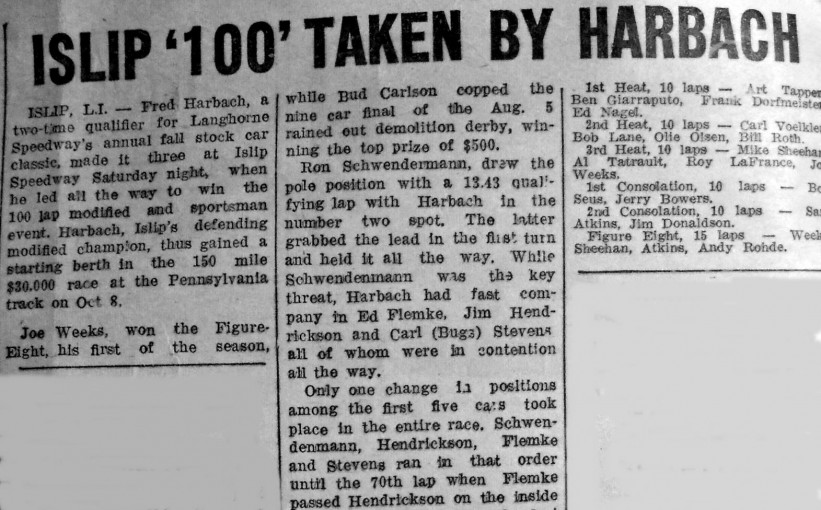 ISLIP ‘100’ TAKEN BY HARBACH
ISLIP, L.I. — Fred Harbach, a
two-time qualifier for Langhorne
Speedway's annual fall stock car
classic, made it three at Islip
Speedway Saturday night, when
he led all the way to win the
100 lap modified and sportsman
event. Harbach, Islip's defending
modified champion, thus gained a
starting berth in the 150 mile
$30.000 race at the Pennsylvania
track on Oct 8.
Joe Weeks, won the Figure-
Eight, his first of the season,
while Bud Carlson copped the
nine car final of the Aug. 5
rained out demolition derby, win-
ning the top prize of $500.
Ron Schwendermann, draw the
pole position with a 13.43 quali-
fying lap with Harbach in the
number two spot. The latter
grabbed the lead in the first turn
and held it all the way. While
Schwendenmann was the key
threat, Harbach had fast com-
pany in Ed Flemke, Jim Hend-
rickson and Carl (Bugs) Stevens
all of whom were in contention
all the way.
Only one change in positions
among the first five cars took
place in the entire race. Schwen-
denmann, Hendrickson, Flemke
and Stevens ran in that order
until the 70th lap when Flemke
passed Hendrickson on the inside
1st Heat, 10 laps — Art Tappen
Ben Giarraputo, Frank Dorfmeister
Ed Nagel.
2nd Heat, 10 laps — Carl Voelker
Bob Lane, Olie Olsen, Bill Roth.
3rd Heat, 10 laps — Mike Sheehan
Al Tatrault, Roy LaFrance, Jo
Weeks.
1st Consolation, 10 laps — Bo
Seus, Jerry Bowers.
2nd Consolation, 10 laps — Sa
Atkins, Jim Donaldson.
Figure Eight, 15 laps — Week
Sheehan, Atkins, Andy Rohde.